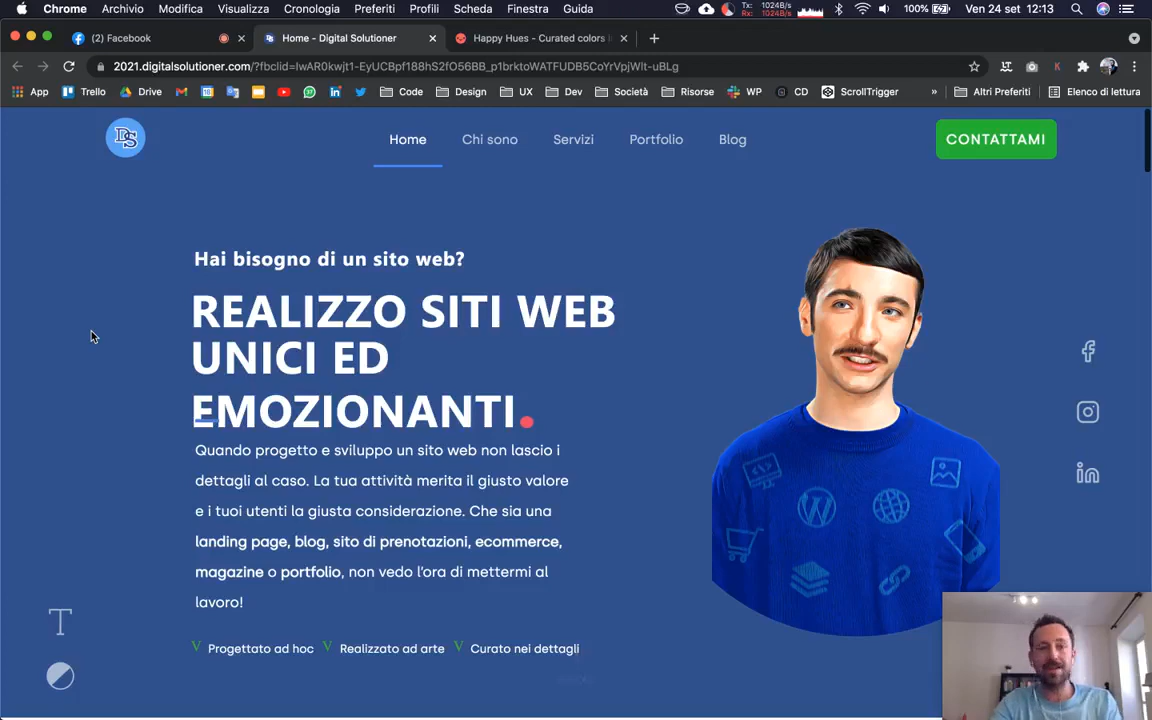 Chrome Archivio Modifica Visualizza Cronologia Preferiti Profili Scheda Finestra Guida Tx: 1024B/s Rx: 1024B/s 100% Ven 24 set 12:13
(2) Facebook Home - Digital Solutioner Happy Hues - Curated colors
2021.digitalsolutioner.com/?fbclid=IwAR0kwjt1-EyUCBpf188hS2fO56BB_p1brktoWATFUDB5CoYrVpjWlt-uBLg
App Trello Drive Code Design UX Dev Società Risorse WP CD ScrollTrigger » Altri Preferiti Elenco di lettura
DS Home Chi sono Servizi Portfolio Blog CONTATTAMI
Hai bisogno di un sito web?
REALIZZO SITI WEB
UNICI ED
EMOZIONANTI.
Quando progetto e sviluppo un sito web non lascio i
dettagli al caso. La tua attività merita il giusto valore
e i tuoi utenti la giusta considerazione. Che sia una
landing page, blog, sito di prenotazioni, ecommerce,
magazine o portfolio, non vedo l'ora di mettermi al
lavoro!
T
V Progettato ad hoc V Realizzato ad arte V Curato nei dettagli